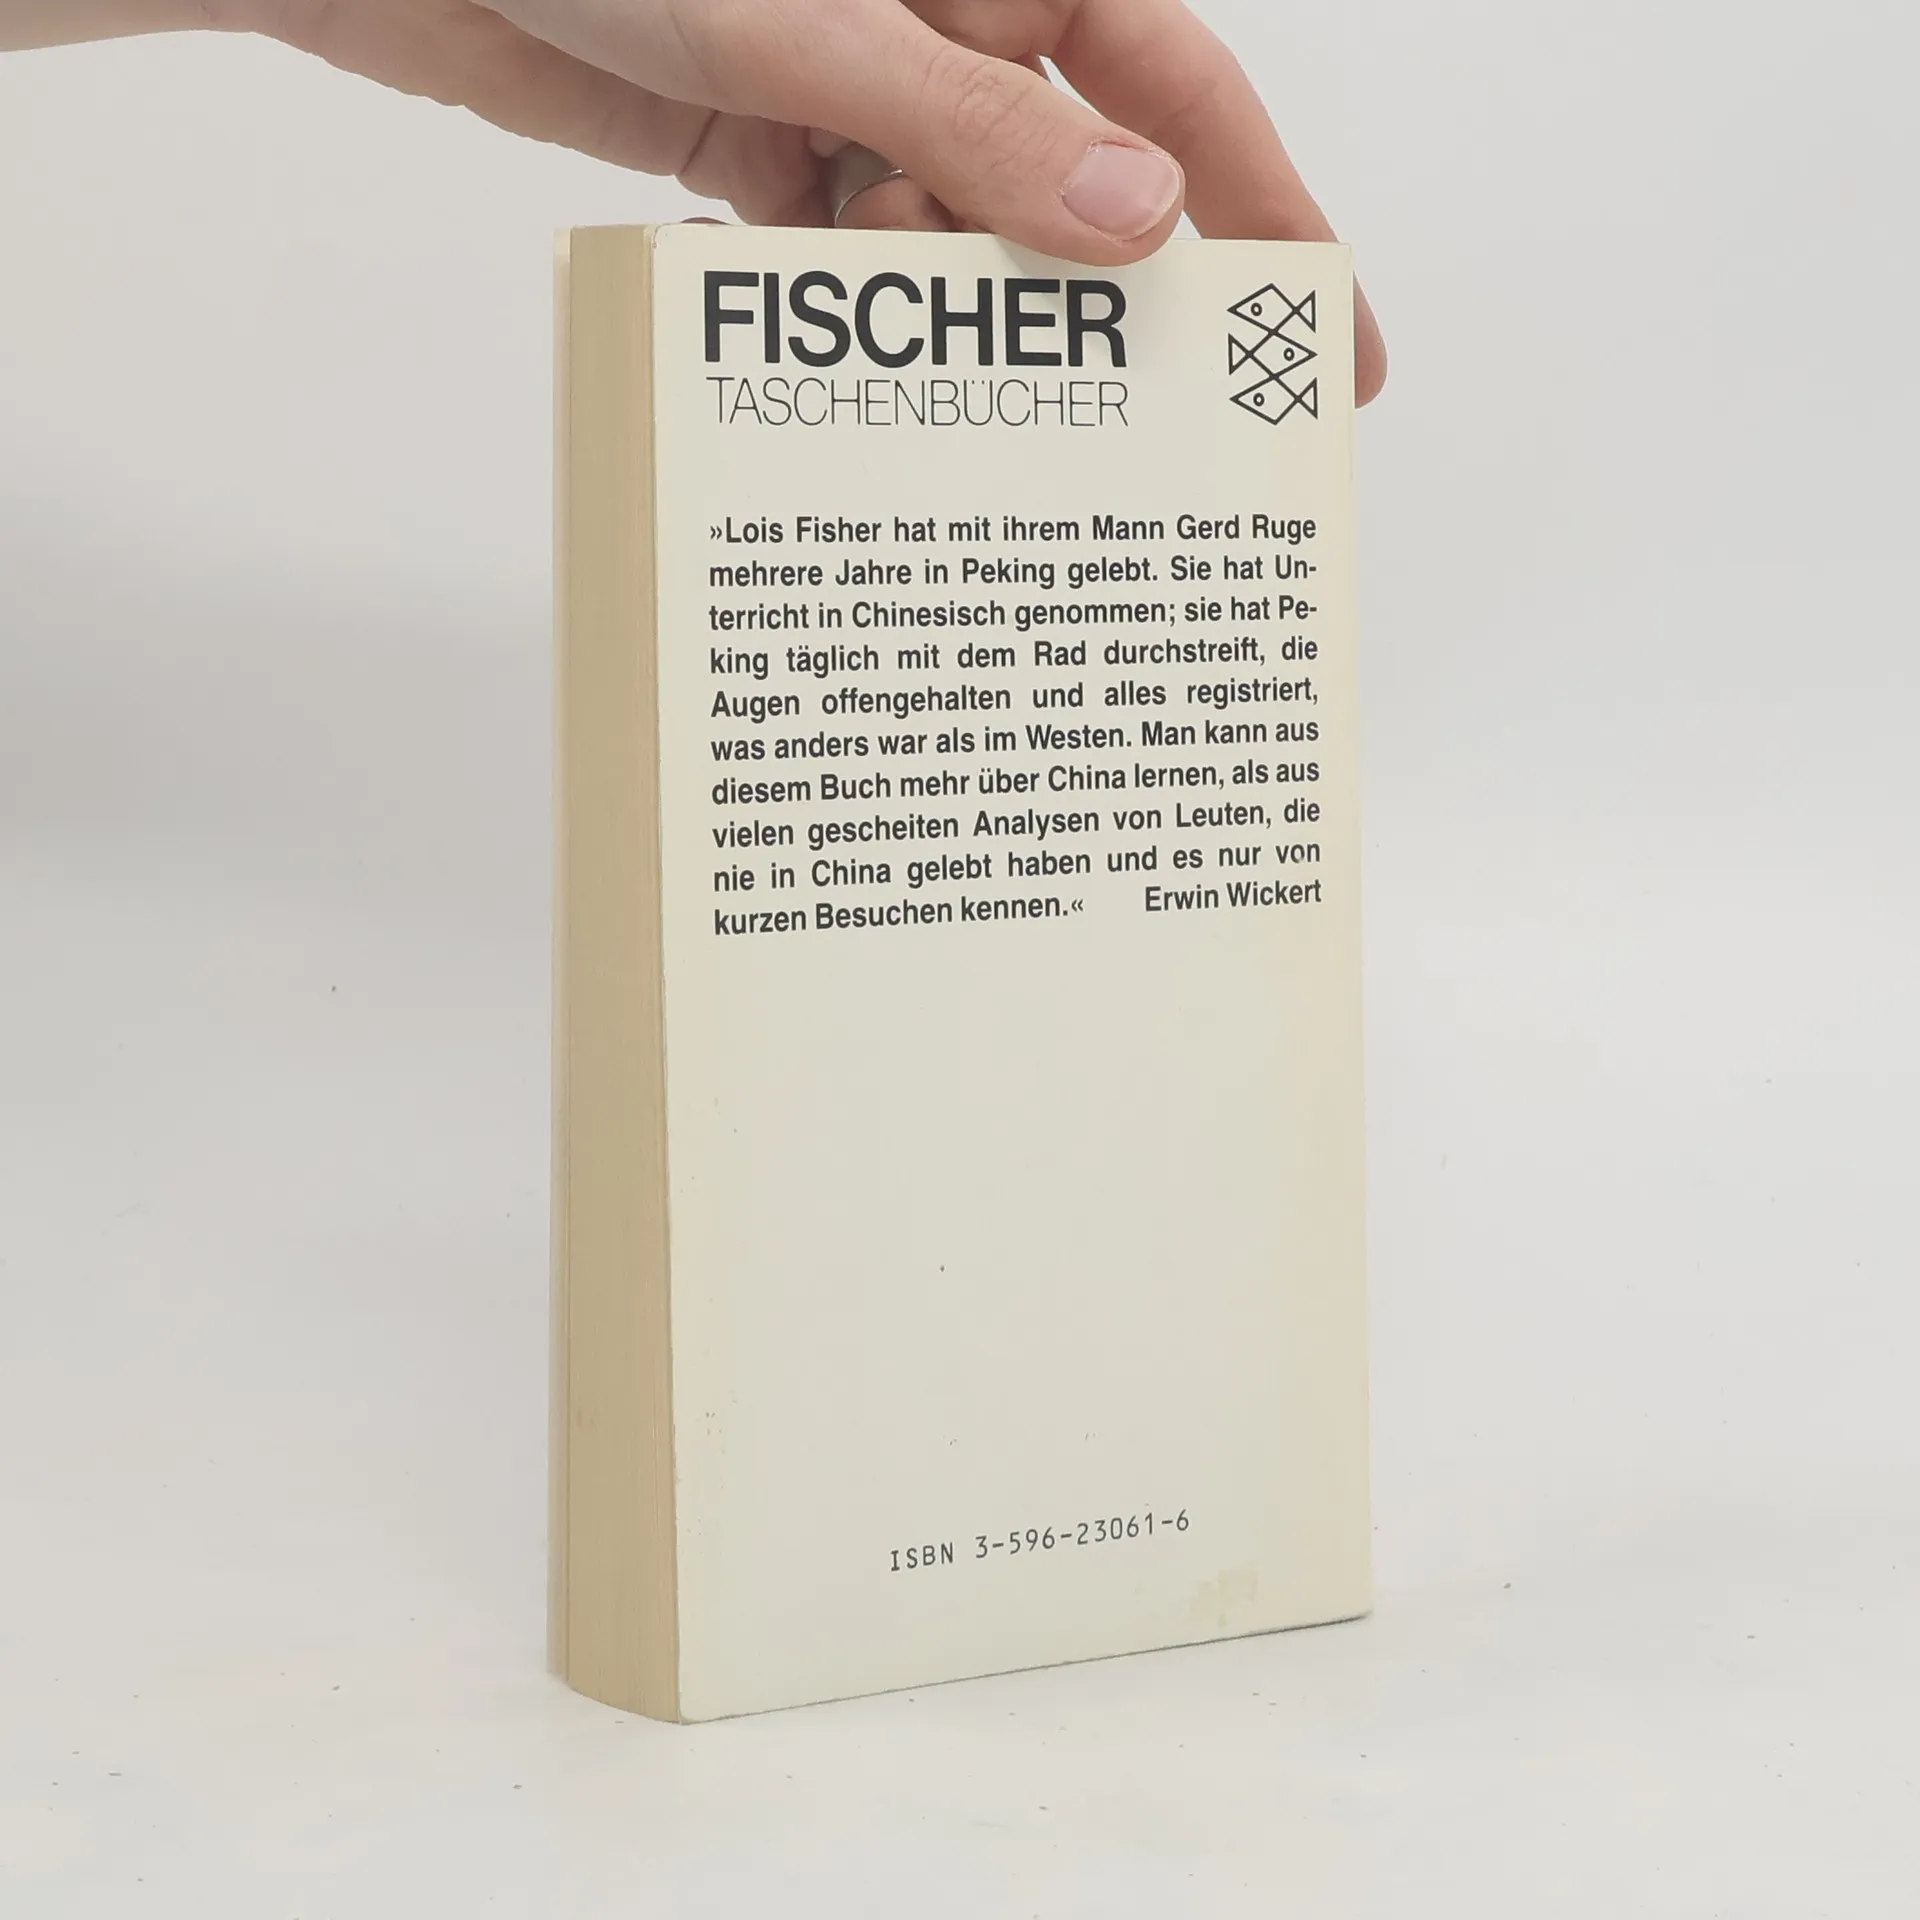 FISCHER
TASCHENBÜCHER
»Lois Fisher hat mit ihrem Mann Gerd Ruge
mehrere Jahre in Peking gelebt. Sie hat Un-
terricht in Chinesisch genommen; sie hat Pe-
king täglich mit dem Rad durchstreift, die
Augen offengehalten und alles registriert,
was anders war als im Westen. Man kann aus
diesem Buch mehr über China lernen, als aus
vielen gescheiten Analysen von Leuten, die
nie in China gelebt haben und es nur von
kurzen Besuchen kennen.« Erwin Wickert
ISBN 3-596-23061-6